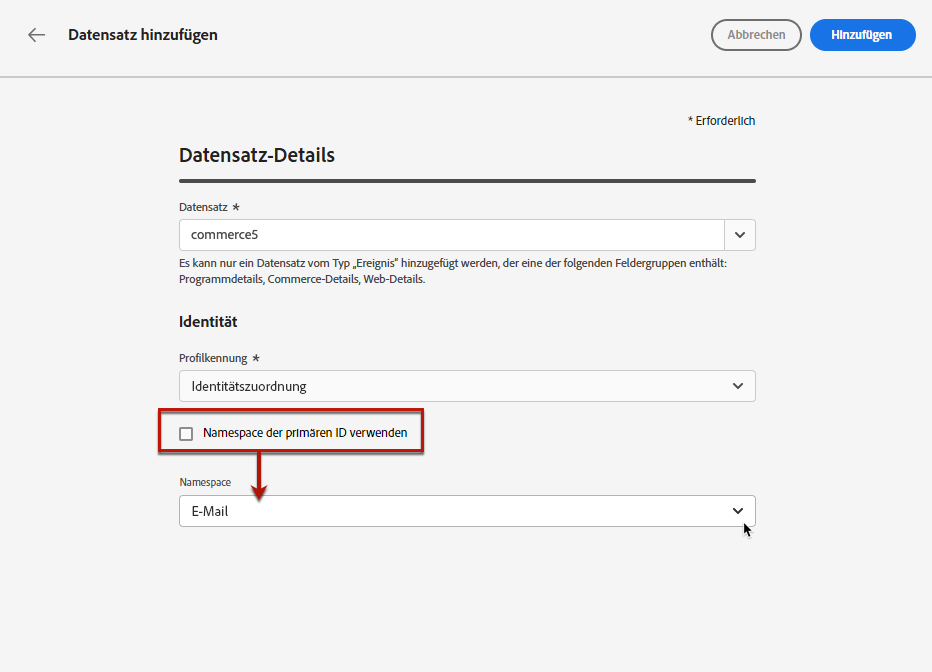 Datensatz hinzufügen
Abbrechen
Hinzufügen
* Erforderlich
Datensatz-Details
Datensatz *
commerce5
Es kann nur ein Datensatz vom Typ „Ereignis“ hinzugefügt werden, der eine der folgenden Feldergruppen enthält:
Programmdetails, Commerce-Details, Web-Details.
Identität
Profilkennung *
Identitätszuordnung
Namespace der primären ID verwenden
Namespace
E-Mail